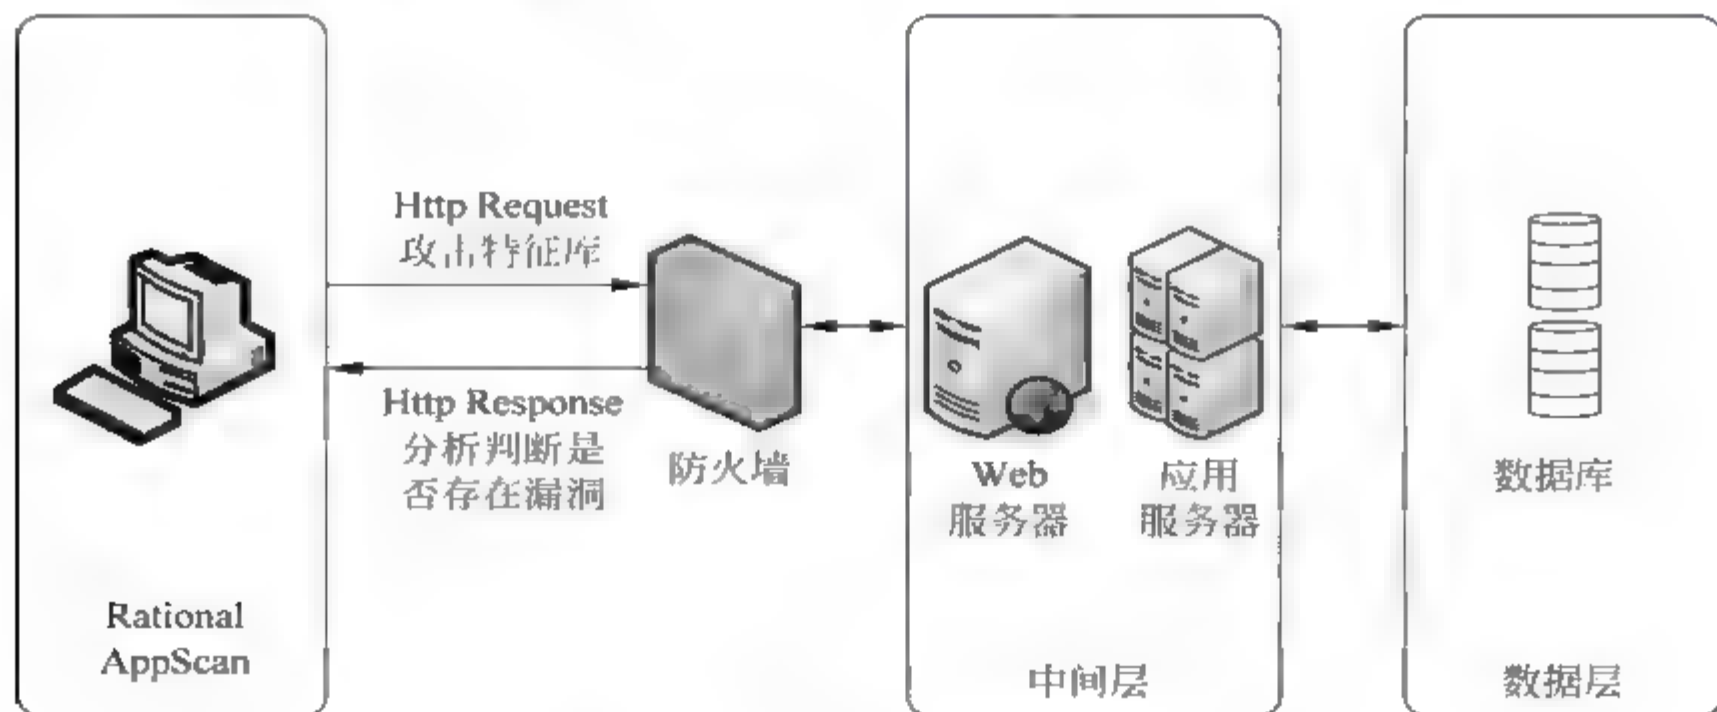 Http Request
攻击特征库
Http Response
分析判断是
否存在漏洞
防火墙
Web
服务器
应用
服务器
数据库
Rational
AppScan
中间层
数据层